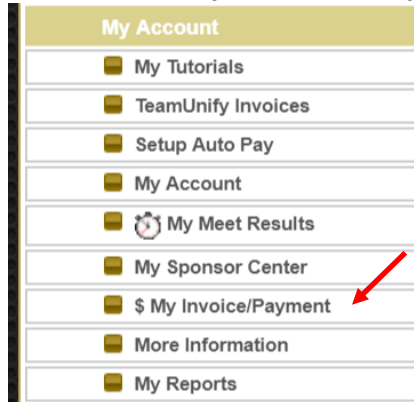 My Account
My Tutorials
TeamUnify Invoices
Setup Auto Pay
My Account
My Meet Results
My Sponsor Center
$ My Invoice/Payment
More Information
My Reports